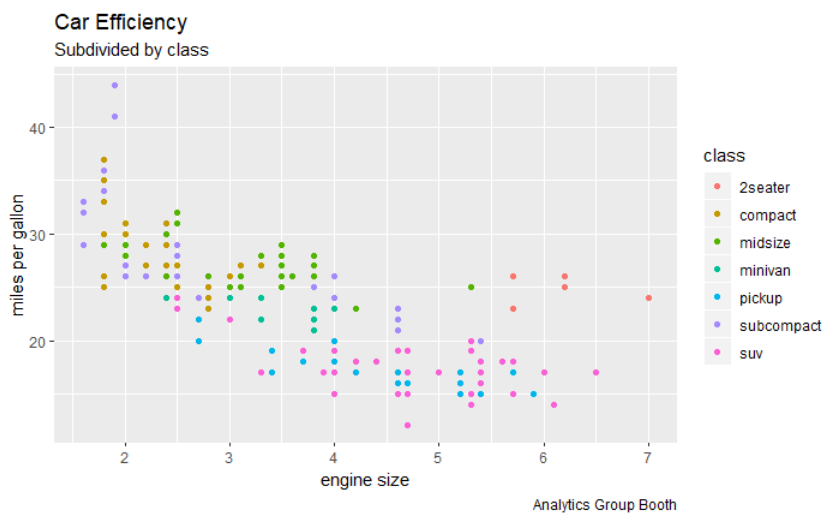 Car Efficiency
Subdivided by class
miles per gallon
40
30
20
2 3 4 5 6 7
engine size
class
2seater
compact
midsize
minivan
pickup
subcompact
suv
Analytics Group Booth